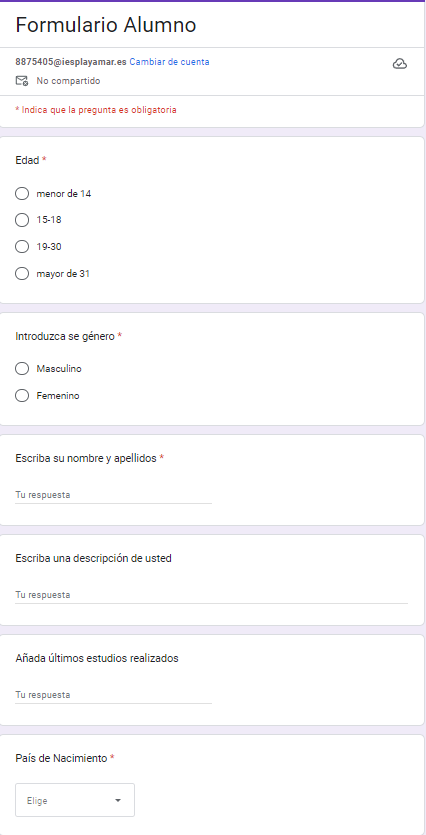 Formulario Alumno
8875405@iesplayamar.es Cambiar de cuenta
No compartido
* Indica que la pregunta es obligatoria
Edad *
menor de 14
15-18
19-30
mayor de 31
Introduzca se género *
Masculino
Femenino
Escriba su nombre y apellidos *
Tu respuesta
Escriba una descripción de usted
Tu respuesta
Añada últimos estudios realizados
Tu respuesta
País de Nacimiento *
Elige